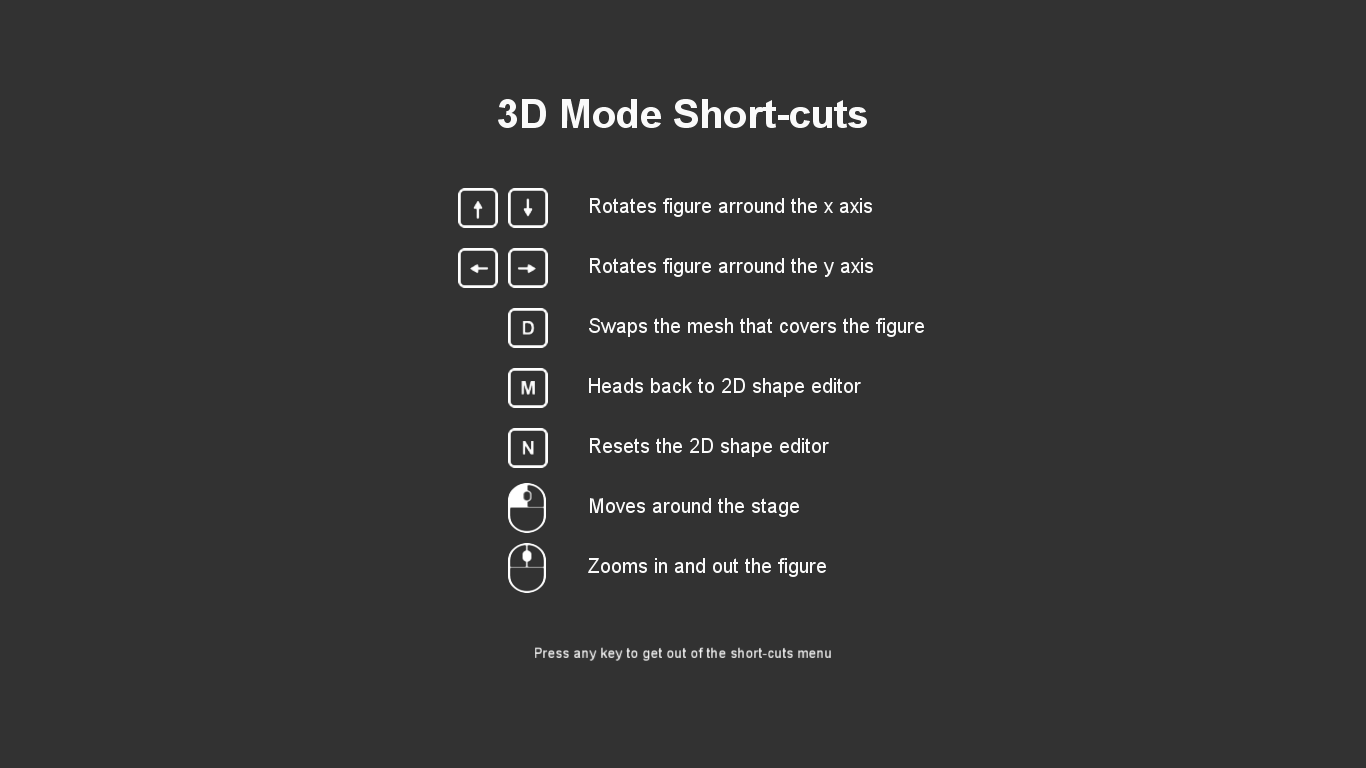 3D Mode Short-cuts
↑ ↓ Rotates figure arround the x axis
← → Rotates figure arround the y axis
D Swaps the mesh that covers the figure
M Heads back to 2D shape editor
N Resets the 2D shape editor
Moves around the stage
Zooms in and out the figure
Press any key to get out of the short-cuts menu